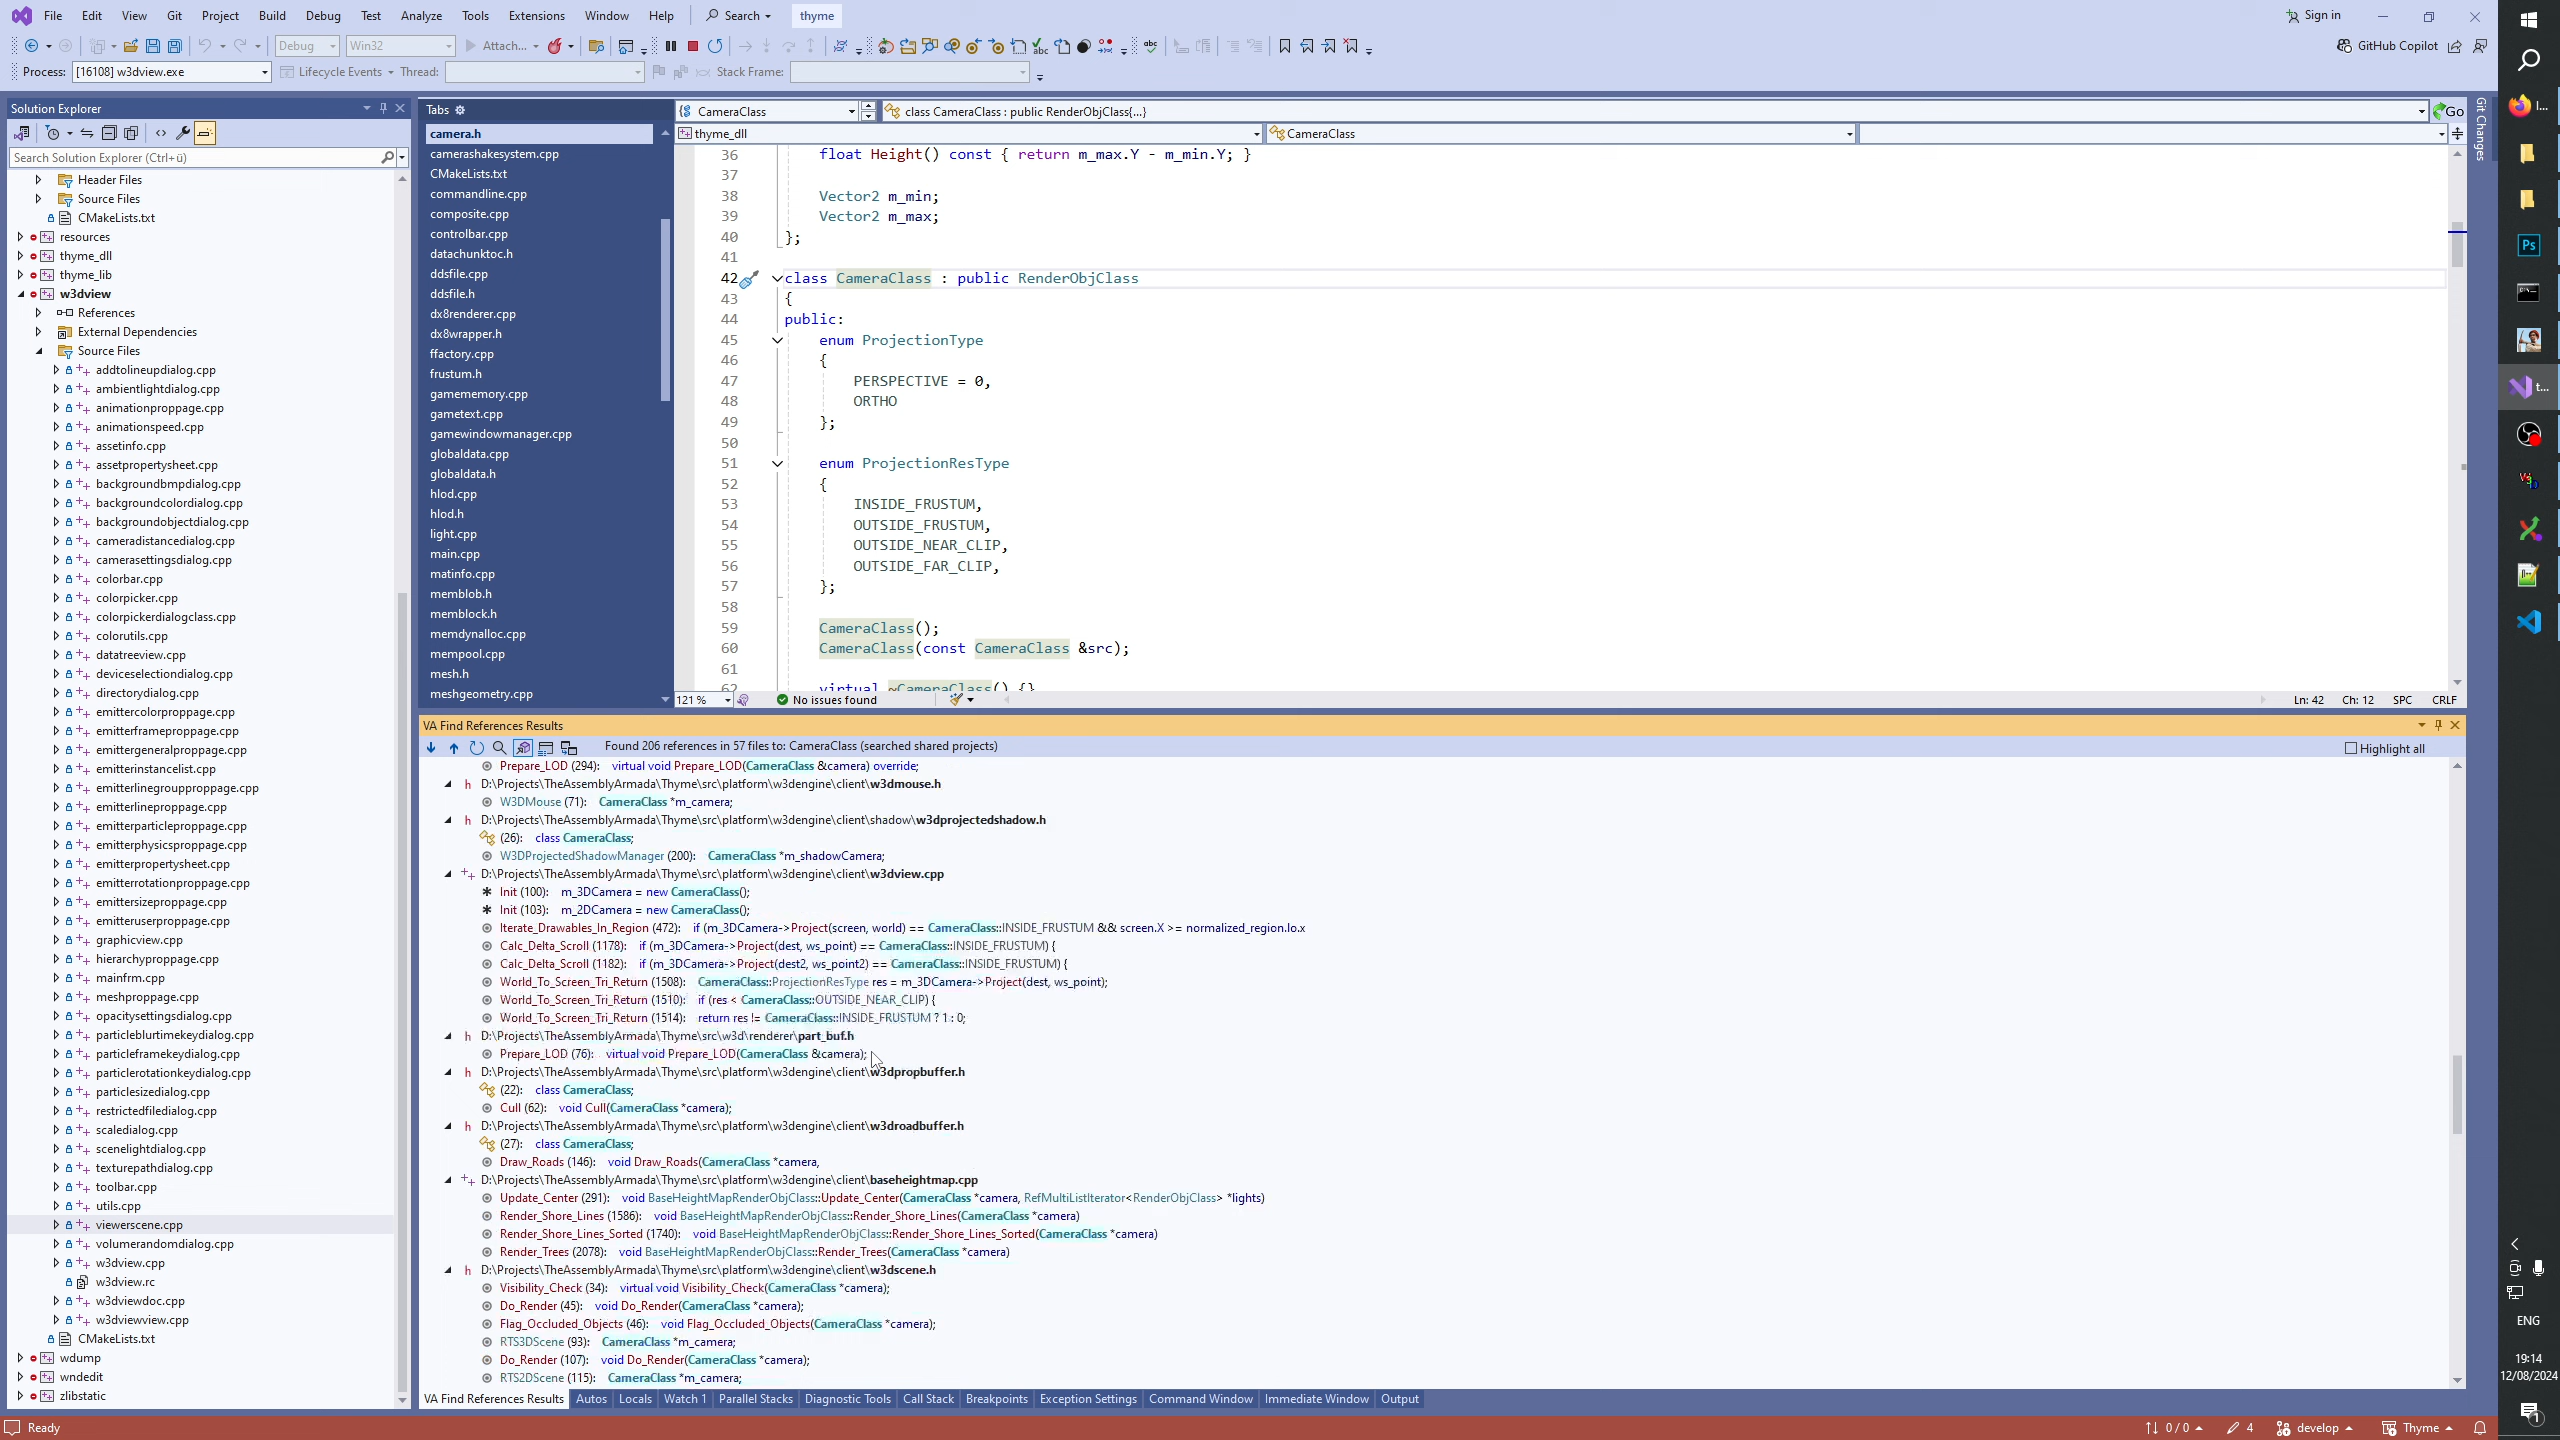 File Edit View Git Project Build Debug Test Analyze Tools Extensions Window Help Search thyme Sign in
Debug Win32 Attach... GitHub Copilot
Process: [16108] w3dview.exe Lifecycle Events Thread: Stack Frame:
Solution Explorer
Search Solution Explorer (Ctrl+ü)
Header Files
Source Files
CMakeLists.txt
resources
thyme_dll
thyme_lib
w3dview
References
External Dependencies
Source Files
addtolineupdialog.cpp
ambientlightdialog.cpp
animationproppage.cpp
animationspeed.cpp
assetinfo.cpp
assetpropertysheet.cpp
backgroundbmpdialog.cpp
backgroundcolordialog.cpp
backgroundobjectdialog.cpp
cameradistancedialog.cpp
camerasettingsdialog.cpp
colorbar.cpp
colorpicker.cpp
colorpickerdialogclass.cpp
colorutils.cpp
datatreeview.cpp
deviceselectiondialog.cpp
directorydialog.cpp
emittercolorproppage.cpp
emitterframeproppage.cpp
emittergeneralproppage.cpp
emitterinstancelist.cpp
emitterlinegroupproppage.cpp
emitterlineproppage.cpp
emitterparticleproppage.cpp
emitterphysicsproppage.cpp
emitterpropertysheet.cpp
emitterrotationproppage.cpp
emittersizeproppage.cpp
emitteruserproppage.cpp
graphicview.cpp
hierarchyproppage.cpp
mainfrm.cpp
meshproppage.cpp
opacitysettingsdialog.cpp
particleblurtimekeydialog.cpp
particleframekeydialog.cpp
particlerotationkeydialog.cpp
particlesizedialog.cpp
restrictedfiledialog.cpp
scaledialog.cpp
scenelightdialog.cpp
texturepathdialog.cpp
toolbar.cpp
utils.cpp
viewerscene.cpp
volumerandomdialog.cpp
w3dview.cpp
w3dview.rc
w3dviewdoc.cpp
w3dviewview.cpp
CMakeLists.txt
wdump
wndedit
zlibstatic
Tabs
camera.h
camerashakesystem.cpp
CMakeLists.txt
commandline.cpp
composite.cpp
controlbar.cpp
datachunktoc.h
ddsfile.cpp
ddsfile.h
dx8renderer.cpp
dx8wrapper.h
ffactory.cpp
frustum.h
gamememory.cpp
gametext.cpp
gamewindowmanager.cpp
globaldata.cpp
globaldata.h
hlod.cpp
hlod.h
light.cpp
main.cpp
matinfo.cpp
memblob.h
memblock.h
memdynalloc.cpp
mempool.cpp
mesh.h
meshgeometry.cpp
CameraClass class CameraClass : public RenderObjClass{...} Go
thyme_dll CameraClass
36 float Height() const { return m_max.Y - m_min.Y; }
37
38 Vector2 m_min;
39 Vector2 m_max;
40 };
41
42 class CameraClass : public RenderObjClass
43 {
44 public:
45 enum ProjectionType
46 {
47 PERSPECTIVE = 0,
48 ORTHO
49 };
50
51 enum ProjectionResType
52 {
53 INSIDE_FRUSTUM,
54 OUTSIDE_FRUSTUM,
55 OUTSIDE_NEAR_CLIP,
56 OUTSIDE_FAR_CLIP,
57 };
58
59 CameraClass();
60 CameraClass(const CameraClass &src);
61
62 virtual ~CameraClass() {}
121 % No issues found Ln: 42 Ch: 12 SPC CRLF
VA Find References Results
Found 206 references in 57 files to: CameraClass (searched shared projects) Highlight all
Prepare_LOD (294): virtual void Prepare_LOD(CameraClass &camera) override;
h D:\Projects\TheAssemblyArmada\Thyme\src\platform\w3dengine\client\w3dmouse.h
W3DMouse (71): CameraClass *m_camera;
h D:\Projects\TheAssemblyArmada\Thyme\src\platform\w3dengine\client\shadow\w3dprojectedshadow.h
(26): class CameraClass;
W3DProjectedShadowManager (200): CameraClass *m_shadowCamera;
D:\Projects\TheAssemblyArmada\Thyme\src\platform\w3dengine\client\w3dview.cpp
Init (100): m_3DCamera = new CameraClass();
Init (103): m_2DCamera = new CameraClass();
Iterate_Drawables_In_Region (472): if (m_3DCamera->Project(screen, world) == CameraClass::INSIDE_FRUSTUM && screen.X >= normalized_region.lo.x
Calc_Delta_Scroll (1178): if (m_3DCamera->Project(dest, ws_point) == CameraClass::INSIDE_FRUSTUM) {
Calc_Delta_Scroll (1182): if (m_3DCamera->Project(dest2, ws_point2) == CameraClass::INSIDE_FRUSTUM) {
World_To_Screen_Tri_Return (1508): CameraClass::ProjectionResType res = m_3DCamera->Project(dest, ws_point);
World_To_Screen_Tri_Return (1510): if (res < CameraClass::OUTSIDE_NEAR_CLIP) {
World_To_Screen_Tri_Return (1514): return res != CameraClass::INSIDE_FRUSTUM ? 1 : 0;
h D:\Projects\TheAssemblyArmada\Thyme\src\w3d\renderer\part_buf.h
Prepare_LOD (76): virtual void Prepare_LOD(CameraClass &camera);
h D:\Projects\TheAssemblyArmada\Thyme\src\platform\w3dengine\client\w3dpropbuffer.h
(22): class CameraClass;
Cull (62): void Cull(CameraClass *camera);
h D:\Projects\TheAssemblyArmada\Thyme\src\platform\w3dengine\client\w3droadbuffer.h
(27): class CameraClass;
Draw_Roads (146): void Draw_Roads(CameraClass *camera,
D:\Projects\TheAssemblyArmada\Thyme\src\platform\w3dengine\client\baseheightmap.cpp
Update_Center (291): void BaseHeightMapRenderObjClass::Update_Center(CameraClass *camera, RefMultiListIterator<RenderObjClass> *lights)
Render_Shore_Lines (1586): void BaseHeightMapRenderObjClass::Render_Shore_Lines(CameraClass *camera)
Render_Shore_Lines_Sorted (1740): void BaseHeightMapRenderObjClass::Render_Shore_Lines_Sorted(CameraClass *camera)
Render_Trees (2078): void BaseHeightMapRenderObjClass::Render_Trees(CameraClass *camera)
h D:\Projects\TheAssemblyArmada\Thyme\src\platform\w3dengine\client\w3dscene.h
Visibility_Check (34): virtual void Visibility_Check(CameraClass *camera);
Do_Render (45): void Do_Render(CameraClass *camera);
Flag_Occluded_Objects (46): void Flag_Occluded_Objects(CameraClass *camera);
RTS3DScene (93): CameraClass *m_camera;
Do_Render (107): void Do_Render(CameraClass *camera);
RTS2DScene (115): CameraClass *m_camera;
VA Find References Results Autos Locals Watch 1 Parallel Stacks Diagnostic Tools Call Stack Breakpoints Exception Settings Command Window Immediate Window Output
Ready 0 / 0 4 develop Thyme
Git Changes
Ps
ENG
19:14
12/08/2024
1